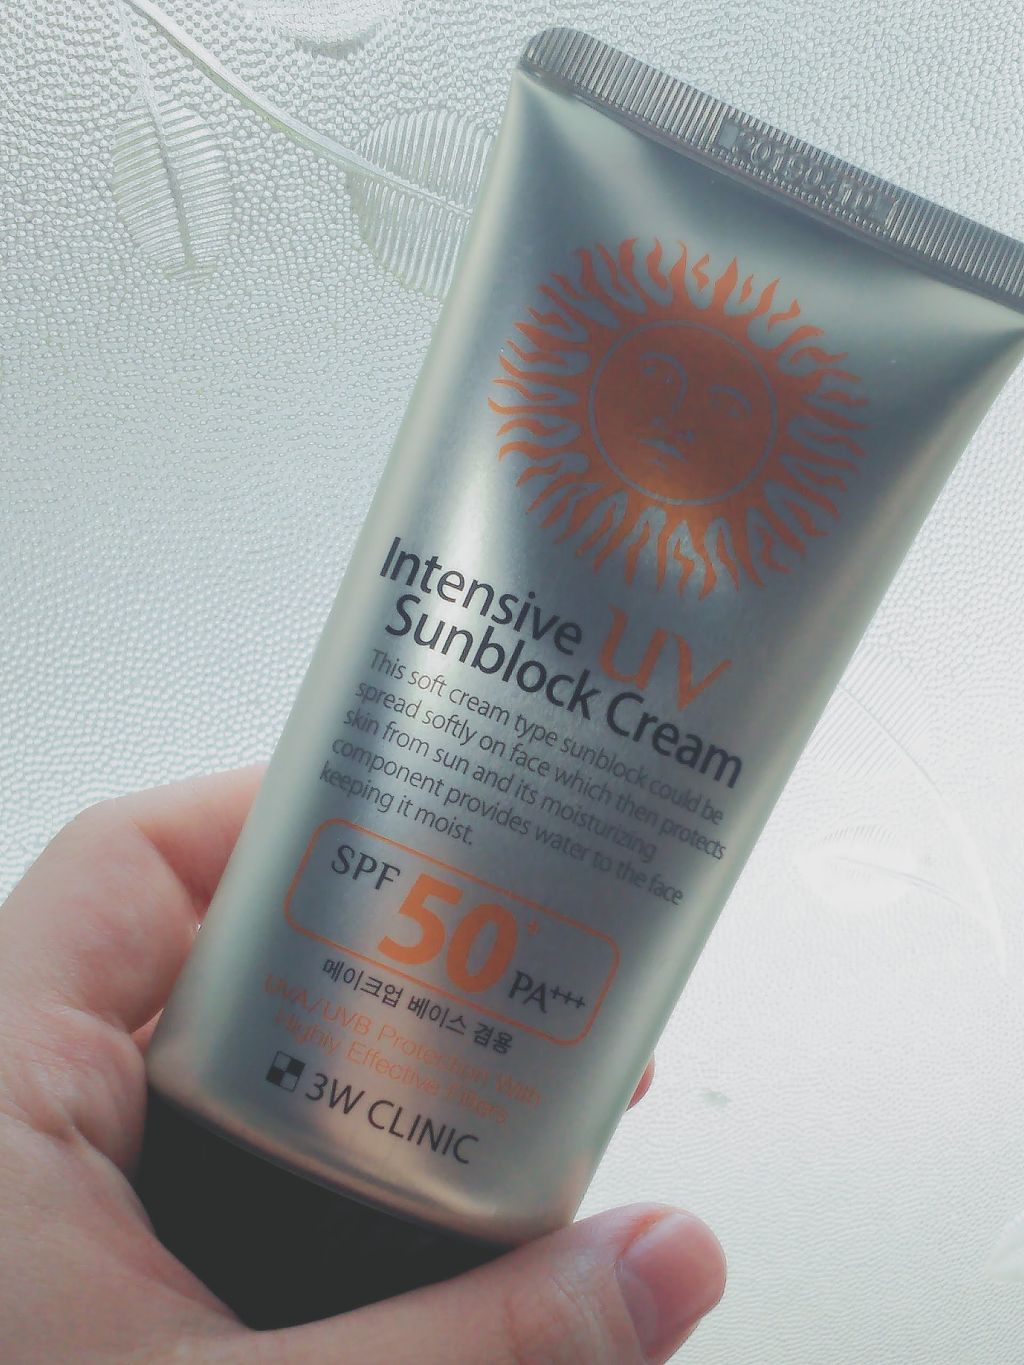 Intensive UV
Sunblock Cream
This soft cream type sunblock could be
spread softly on face which then protects
skin from sun and its moisturizing
component provides water to the face
keeping it moist.
SPF 50+ PA+++
메이크업 베이스 겸용
UVA/UVB Protection With
Highly Effective Filters
3W CLINIC